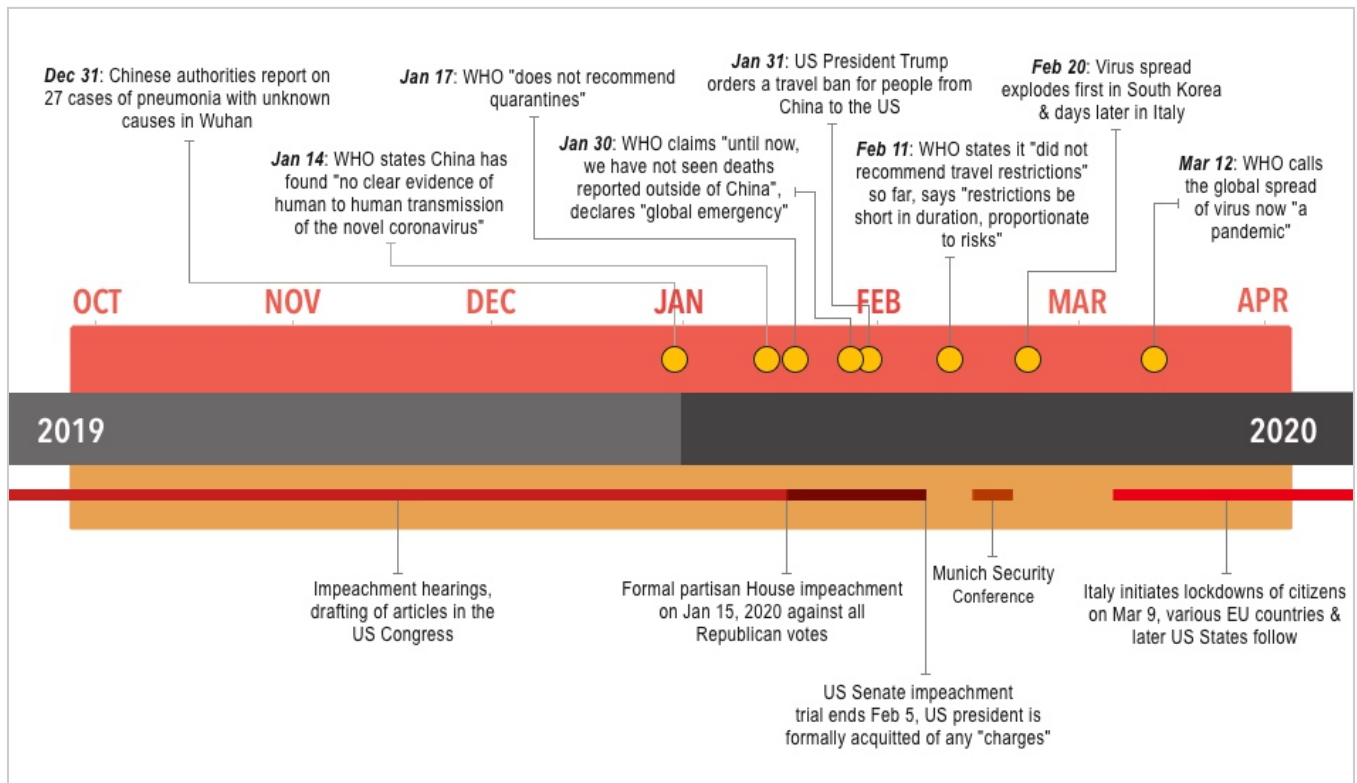 Dec 31: Chinese authorities report on
27 cases of pneumonia with unknown
causes in Wuhan
Jan 14: WHO states China has
found "no clear evidence of
human to human transmission
of the novel coronavirus"
Jan 17: WHO "does not recommend
quarantines"
Jan 30: WHO claims "until now,
we have not seen deaths
reported outside of China",
declares "global emergency"
Jan 31: US President Trump
orders a travel ban for people from
China to the US
Feb 11: WHO states it "did not
recommend travel restrictions"
so far, says "restrictions be
short in duration, proportionate
to risks"
Feb 20: Virus spread
explodes first in South Korea
& days later in Italy
Mar 12: WHO calls
the global spread
of virus now "a
pandemic"
OCT
NOV
DEC
JAN
FEB
MAR
APR
2019
2020
Impeachment hearings,
drafting of articles in the
US Congress
Formal partisan House impeachment
on Jan 15, 2020 against all
Republican votes
US Senate impeachment
trial ends Feb 5, US president is
formally acquitted of any "charges"
Munich Security
Conference
Italy initiates lockdowns of citizens
on Mar 9, various EU countries &
later US States follow